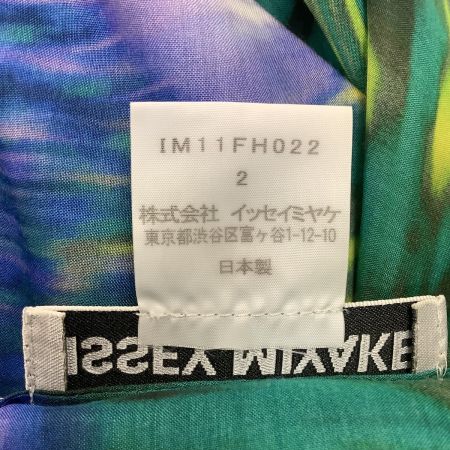 IM11FH022
2
株式会社 イッセイミヤケ
東京都渋谷区富ヶ谷1-12-10
日本製
ISSEY MIYAKE